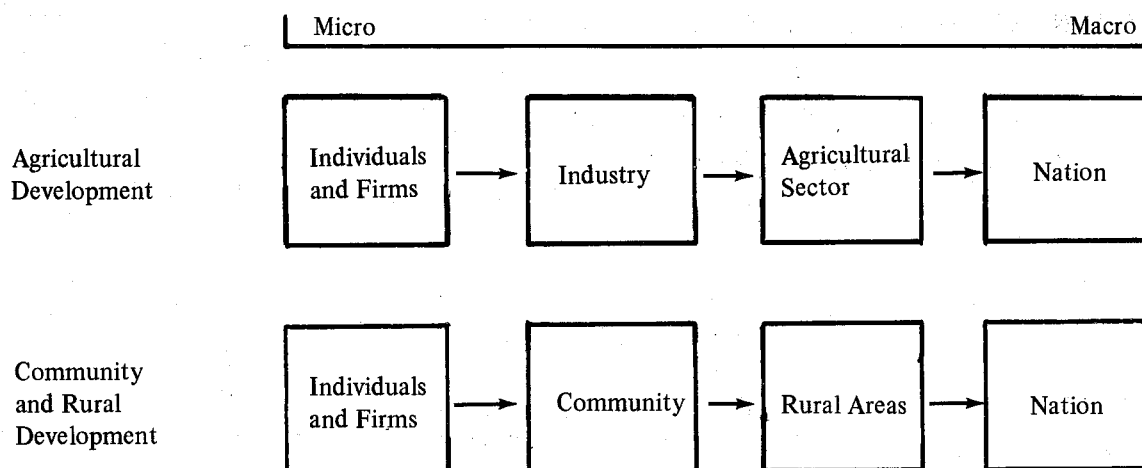 Micro
Macro
Agricultural
Development
Individuals
and Firms
Industry
Agricultural
Sector
Nation
Community
and Rural
Development
Individuals
and Firms
Community
Rural Areas
Nation